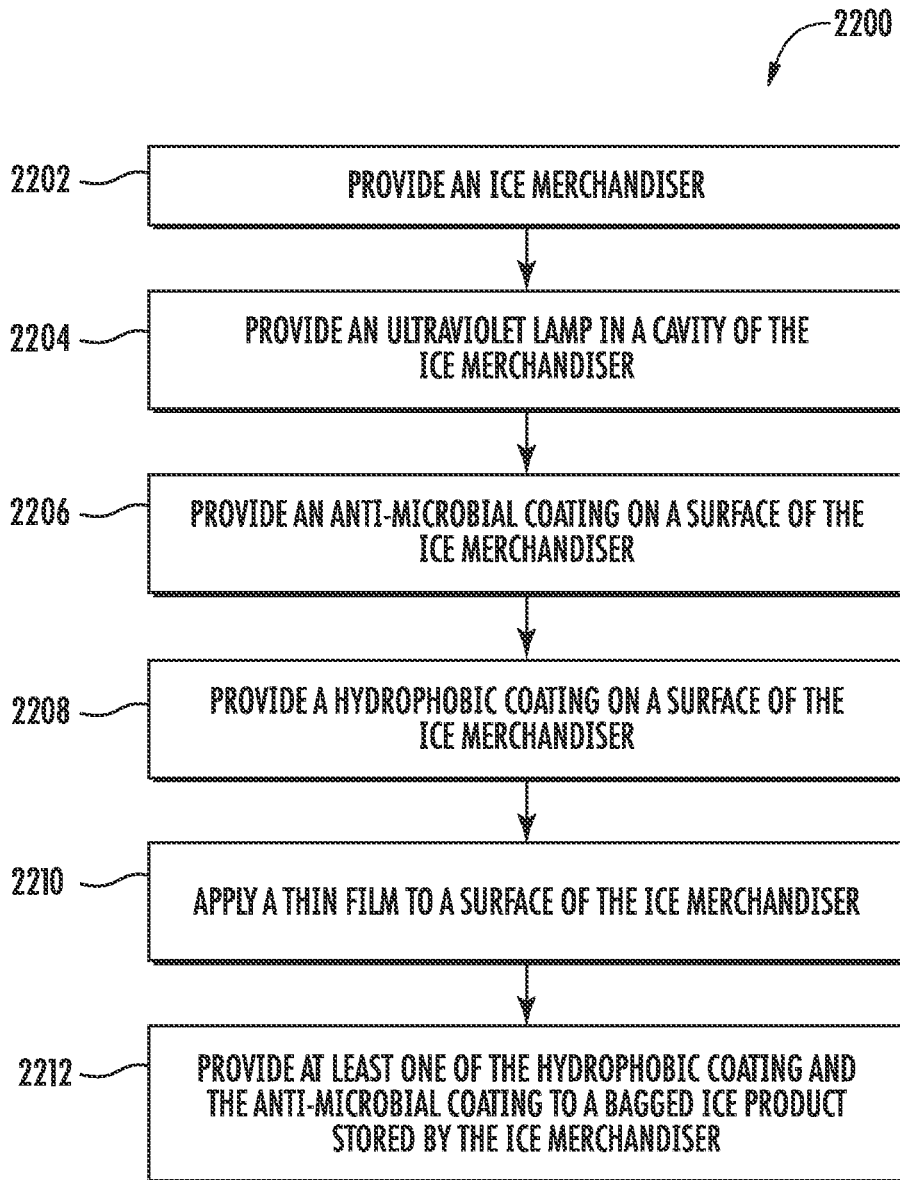 2200
2202
PROVIDE AN ICE MERCHANDISER
2204
PROVIDE AN ULTRAVIOLET LAMP IN A CAVITY OF THE
ICE MERCHANDISER
2206
PROVIDE AN ANTI-MICROBIAL COATING ON A SURFACE OF THE
ICE MERCHANDISER
2208
PROVIDE A HYDROPHOBIC COATING ON A SURFACE OF THE
ICE MERCHANDISER
2210
APPLY A THIN FILM TO A SURFACE OF THE ICE MERCHANDISER
2212
PROVIDE AT LEAST ONE OF THE HYDROPHOBIC COATING AND
THE ANTI-MICROBIAL COATING TO A BAGGED ICE PRODUCT
STORED BY THE ICE MERCHANDISER